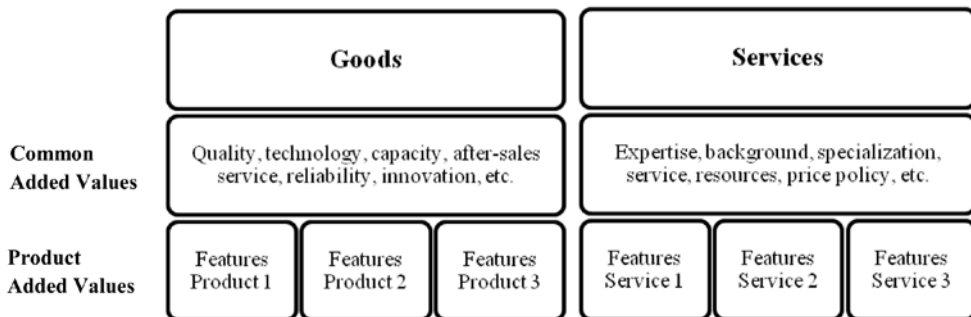 Goods
Services
Common
Added Values
Quality, technology, capacity, after-sales
service, reliability, innovation, etc.
Expertise, background, specialization,
service, resources, price policy, etc.
Product
Added Values
Features
Product 1
Features
Product 2
Features
Product 3
Features
Service 1
Features
Service 2
Features
Service 3